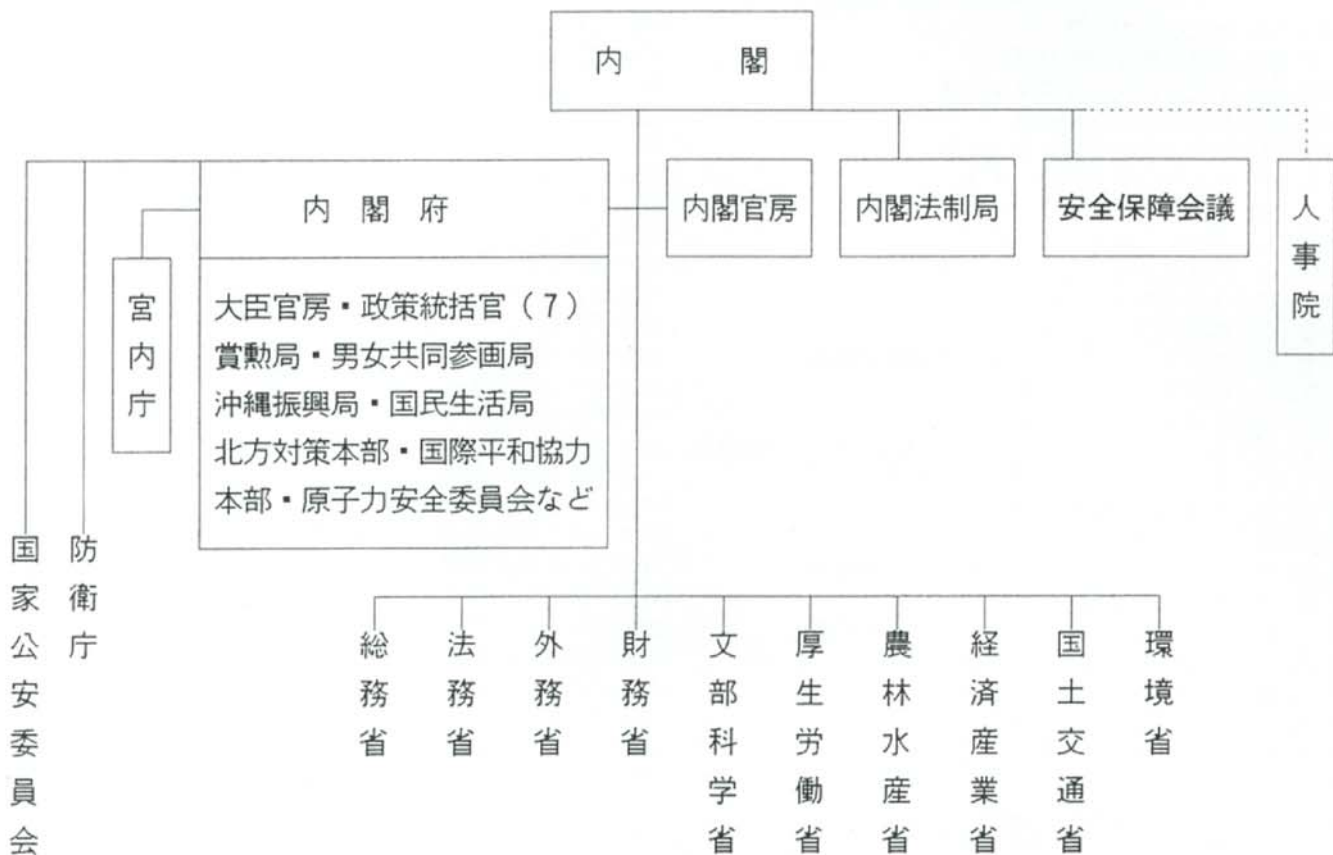 内閣
内閣府
内閣官房
内閣法制局
安全保障会議
人事院
宮内庁
大臣官房・政策統括官（7）
賞勲局・男女共同参画局
沖縄振興局・国民生活局
北方対策本部・国際平和協力
本部・原子力安全委員会など
国家公安委員会
防衛庁
総務省
法務省
外務省
財務省
文部科学省
厚生労働省
農林水産省
経済産業省
国土交通省
環境省